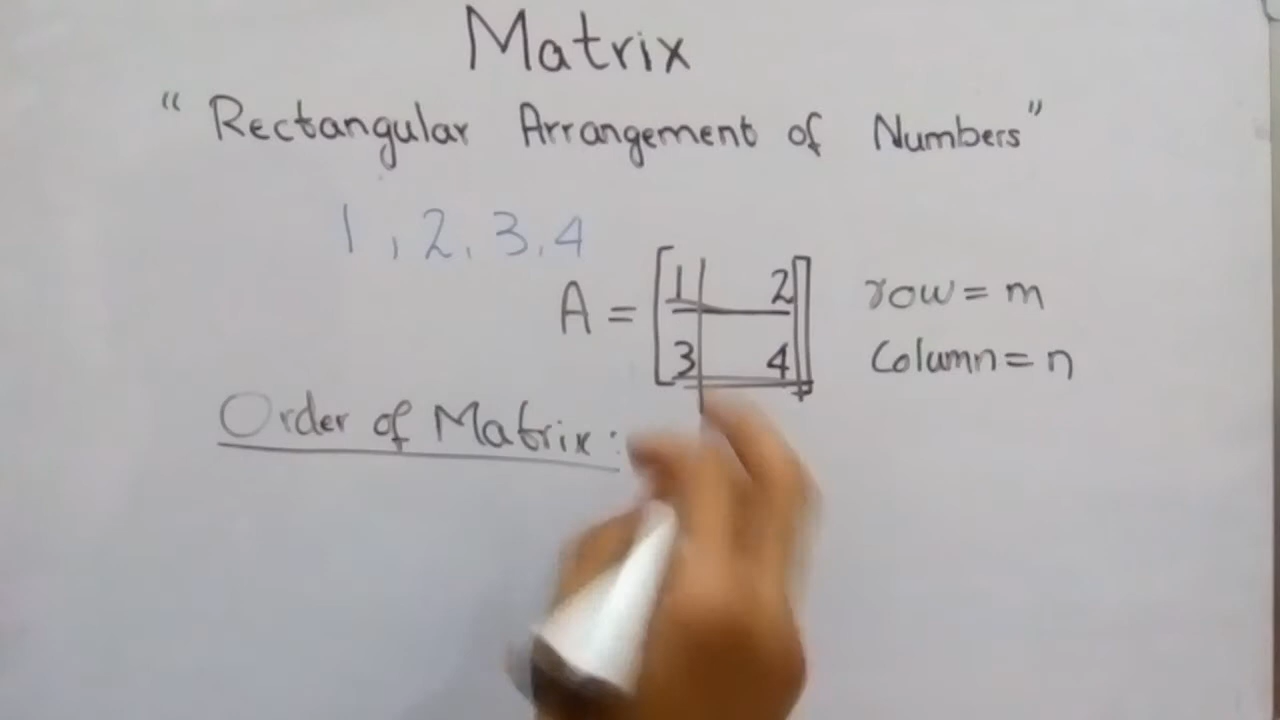 Matrix
“Rectangular Arrangement of Numbers”
1, 2, 3, 4
A = [1 2
3 4]
row = m
Column = n
Order of Matrix: